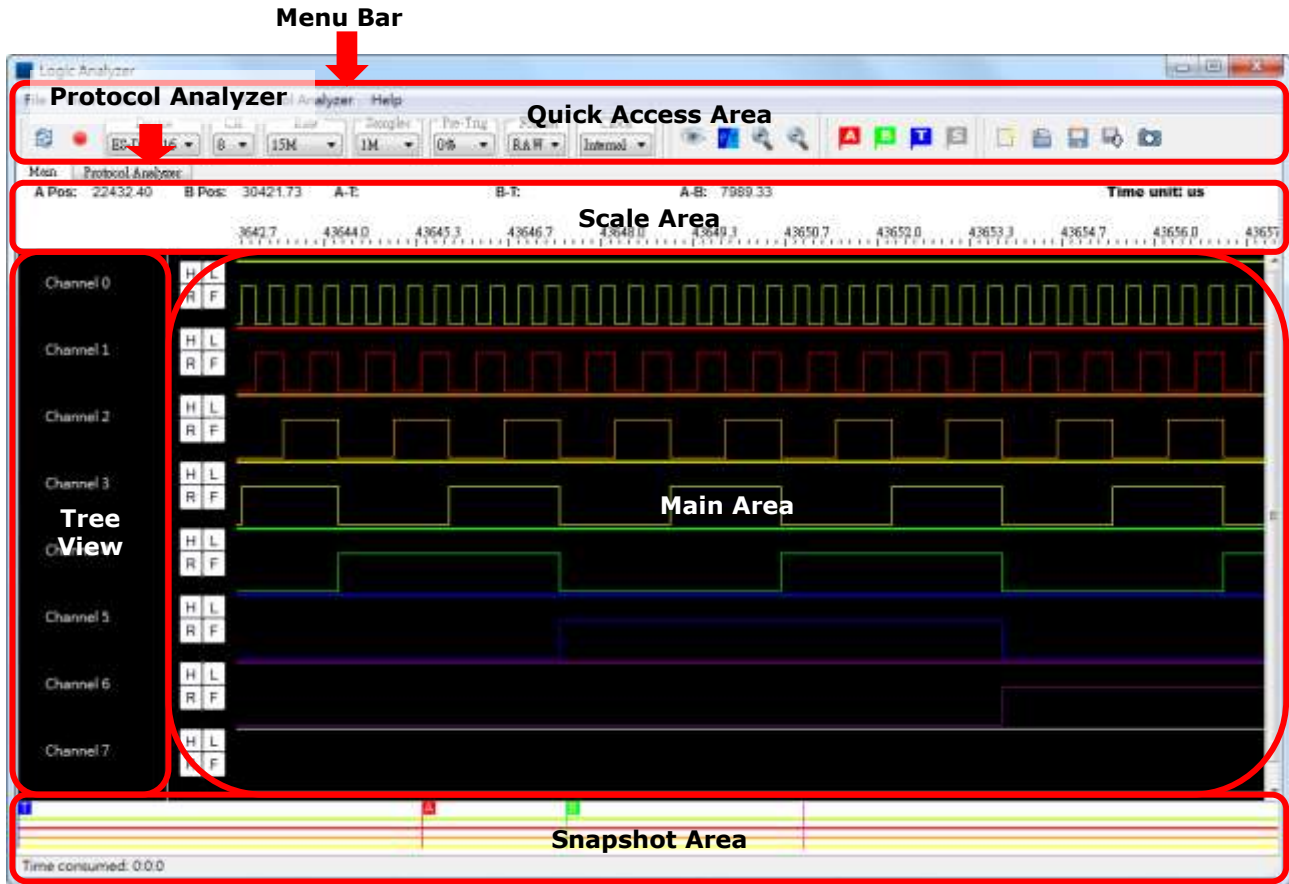 Menu Bar
Logic Analyzer
Protocol Analyzer
Analyzer Help
Quick Access Area
8 15M 1M 0% RAW Internal
A B T S
Main Protocol Analyzer
A Pos: 22432.40 B Pos: 30421.73 A-T: B-T: A-B: 7989.33 Time unit: us
Scale Area
3642.7 43644.0 43645.3 43646.7 43648.0 43649.3 43650.7 43652.0 43653.3 43654.7 43656.0
Channel 0 H L
R F
Channel 1 H L
R F
Channel 2 H L
R F
Channel 3 H L
R F
Main Area
Tree
View
H L
R F
Channel 5 H L
R F
Channel 6 H L
R F
Channel 7 H L
F
T A B
Snapshot Area
Time consumed: 0:0:0